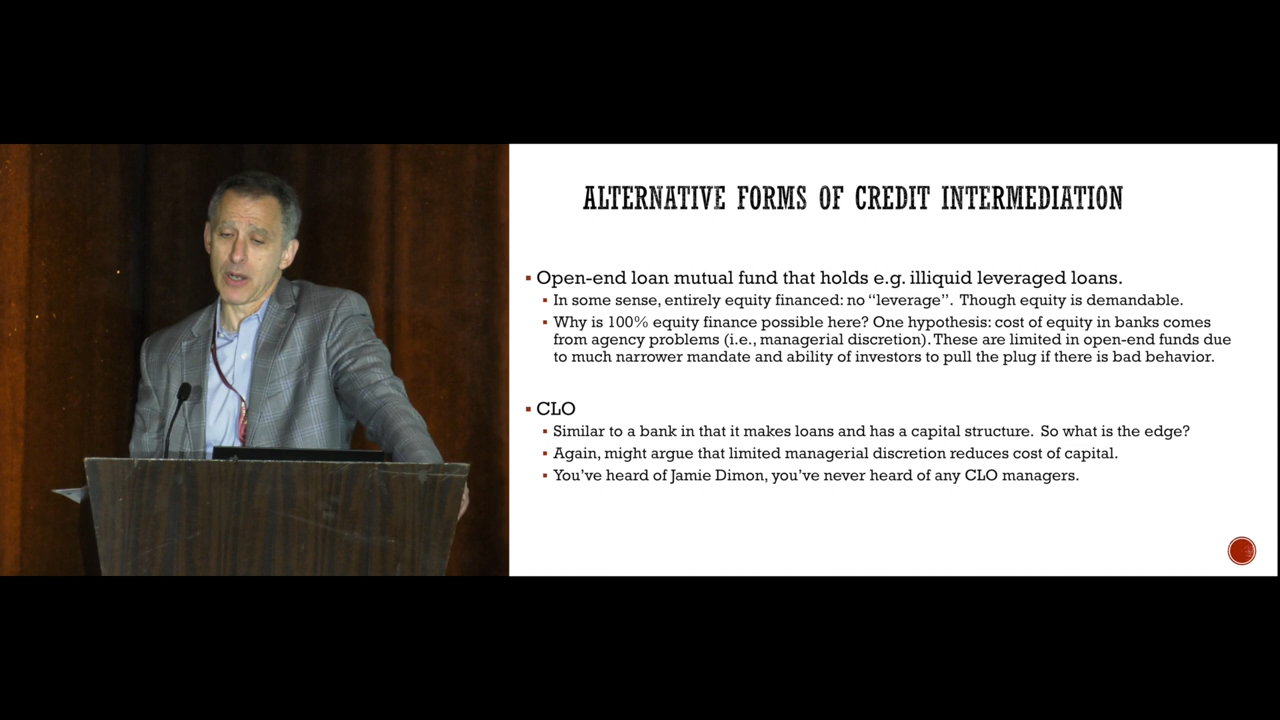 ALTERNATIVE FORMS OF CREDIT INTERMEDIATION
▪ Open-end loan mutual fund that holds e.g. illiquid leveraged loans.
▪ In some sense, entirely equity financed: no “leverage”. Though equity is demandable.
▪ Why is 100% equity finance possible here? One hypothesis: cost of equity in banks comes
from agency problems (i.e., managerial discretion). These are limited in open-end funds due
to much narrower mandate and ability of investors to pull the plug if there is bad behavior.
▪ CLO
▪ Similar to a bank in that it makes loans and has a capital structure. So what is the edge?
▪ Again, might argue that limited managerial discretion reduces cost of capital.
▪ You’ve heard of Jamie Dimon, you’ve never heard of any CLO managers.